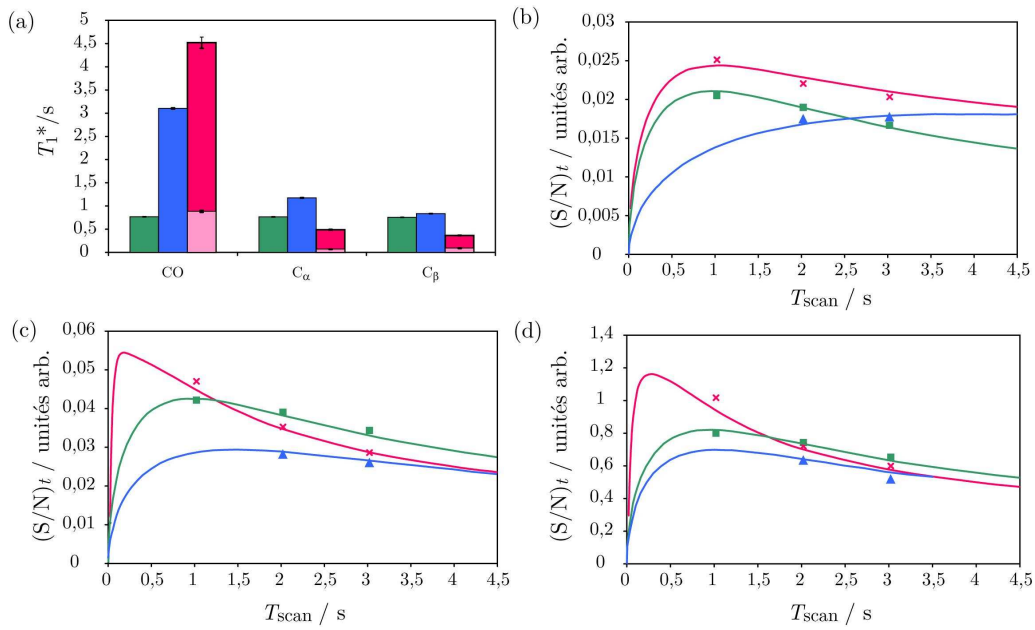 (a)
T₁*/s
5
4,5
4
3,5
3
2,5
2
1,5
1
0,5
0
CO
Cα
Cβ
(b)
(S/N)t / unités arb.
0,03
0,025
0,02
0,015
0,01
0,005
0
0 0,5 1 1,5 2 2,5 3 3,5 4 4,5
Tscan / s
(c)
(S/N)t / unités arb.
0,06
0,05
0,04
0,03
0,02
0,01
0
0 0,5 1 1,5 2 2,5 3 3,5 4 4,5
Tscan / s
(d)
(S/N)t / unités arb.
1,4
1,2
1
0,8
0,6
0,4
0,2
0
0 0,5 1 1,5 2 2,5 3 3,5 4 4,5
Tscan / s